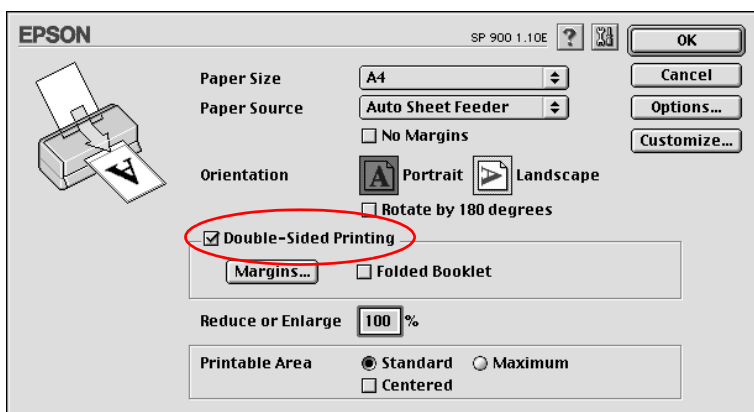 EPSON SP 900 1.10E ? OK
Paper Size A4 Cancel
Paper Source Auto Sheet Feeder Options...
No Margins Customize...
Orientation A Portrait A Landscape
Rotate by 180 degrees
Double-Sided Printing
Margins... Folded Booklet
Reduce or Enlarge 100 %
Printable Area Standard Maximum
Centered
A